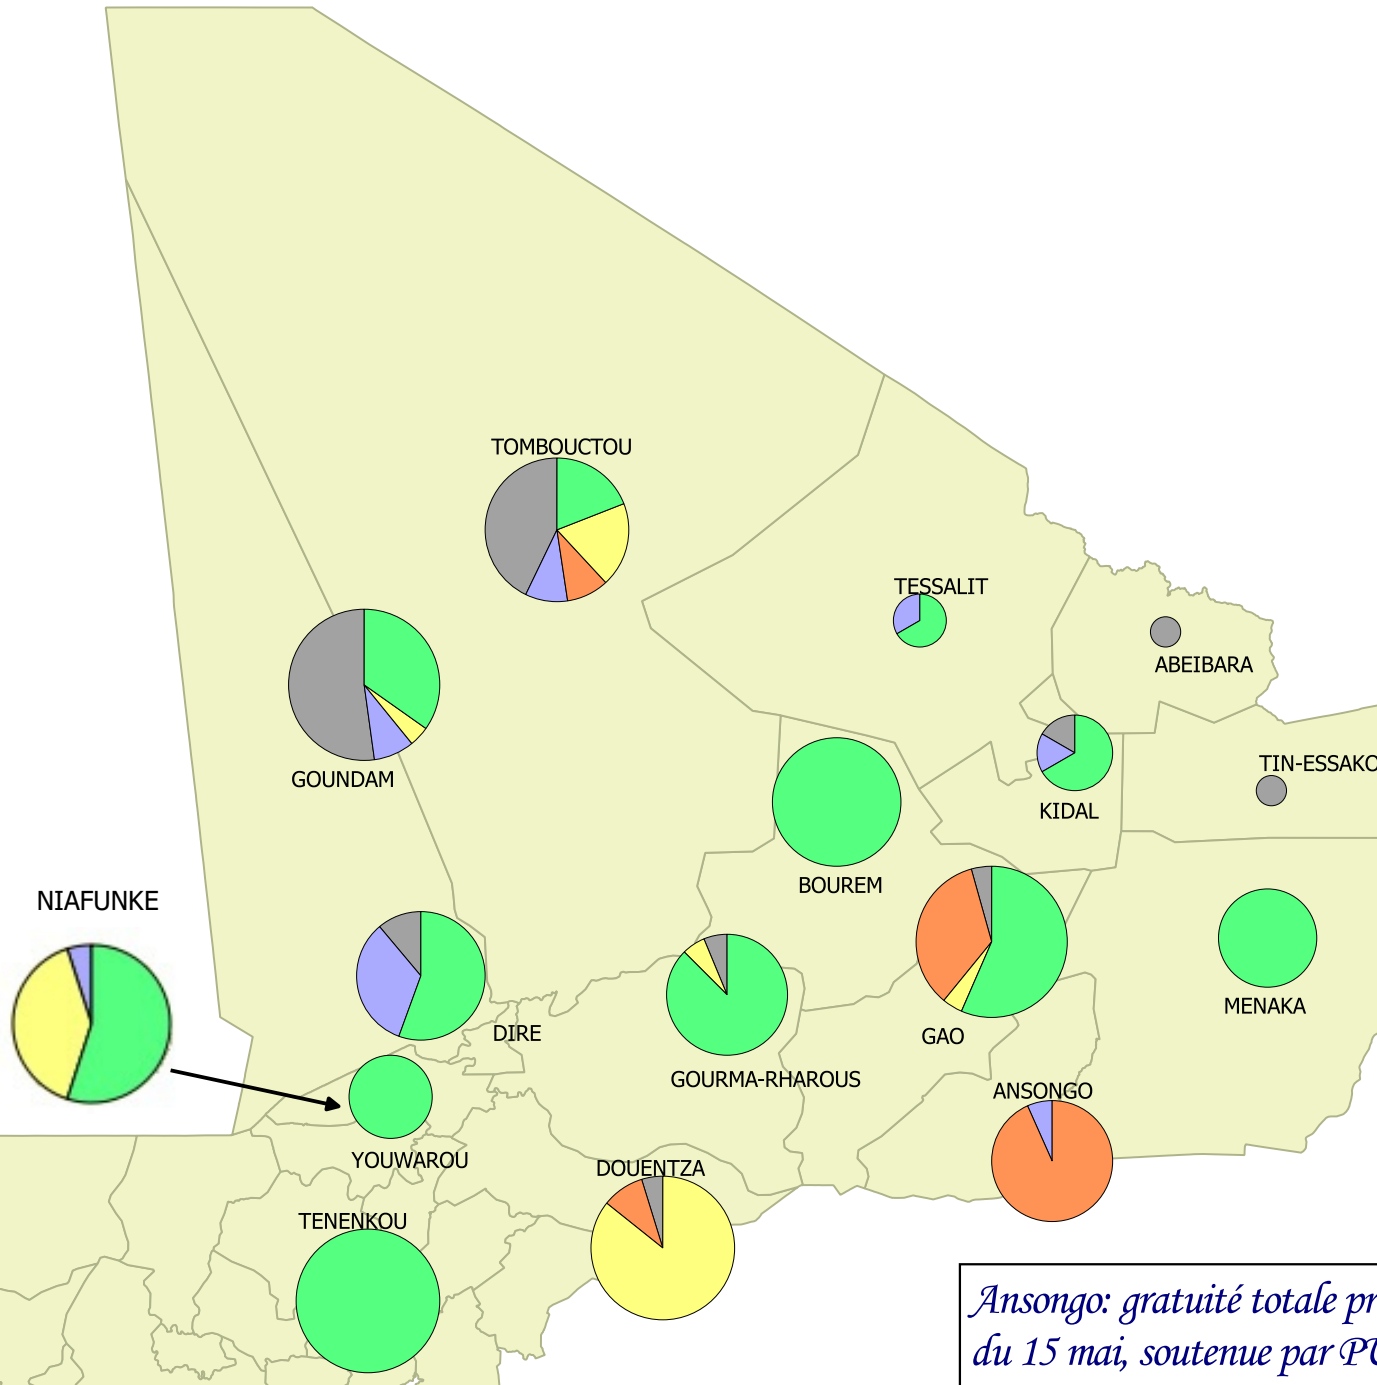 TOMBOUCTOU
TESSALIT
ABEIBARA
GOUNDAM
TIN-ESSAKO
KIDAL
BOUREM
NIAFUNKE
MENAKA
DIRE
GAO
GOURMA-RHAROUS
ANSONGO
YOUWAROU
DOUENTZA
TENENKOU
Ansongo: gratuité totale pr
du 15 mai, soutenue par PU